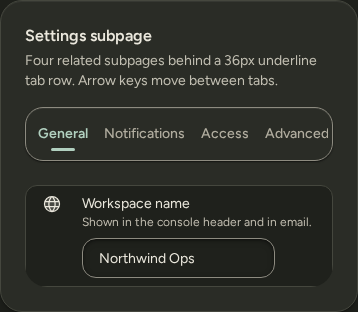 Settings subpage
Four related subpages behind a 36px underline
tab row. Arrow keys move between tabs.
General Notifications Access Advanced
Workspace name
Shown in the console header and in email.
Northwind Ops